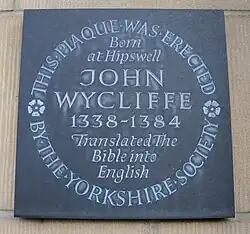 THIS PLAQUE WAS ERECTED
Born
at Hipswell
JOHN
WYCLIFFE
1338-1384
Translated The
Bible into
English
BY THE YORKSHIRE SOCIETY